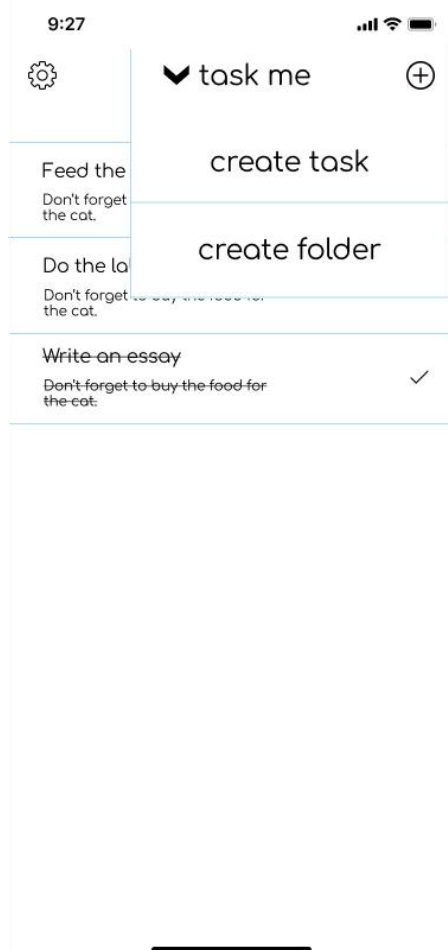 9:27
task me
create task
create folder
Feed the
Don't forget
the cat.
Do the la
Don't forget
the cat.
Write an essay
Don't forget to buy the food for
the cat.